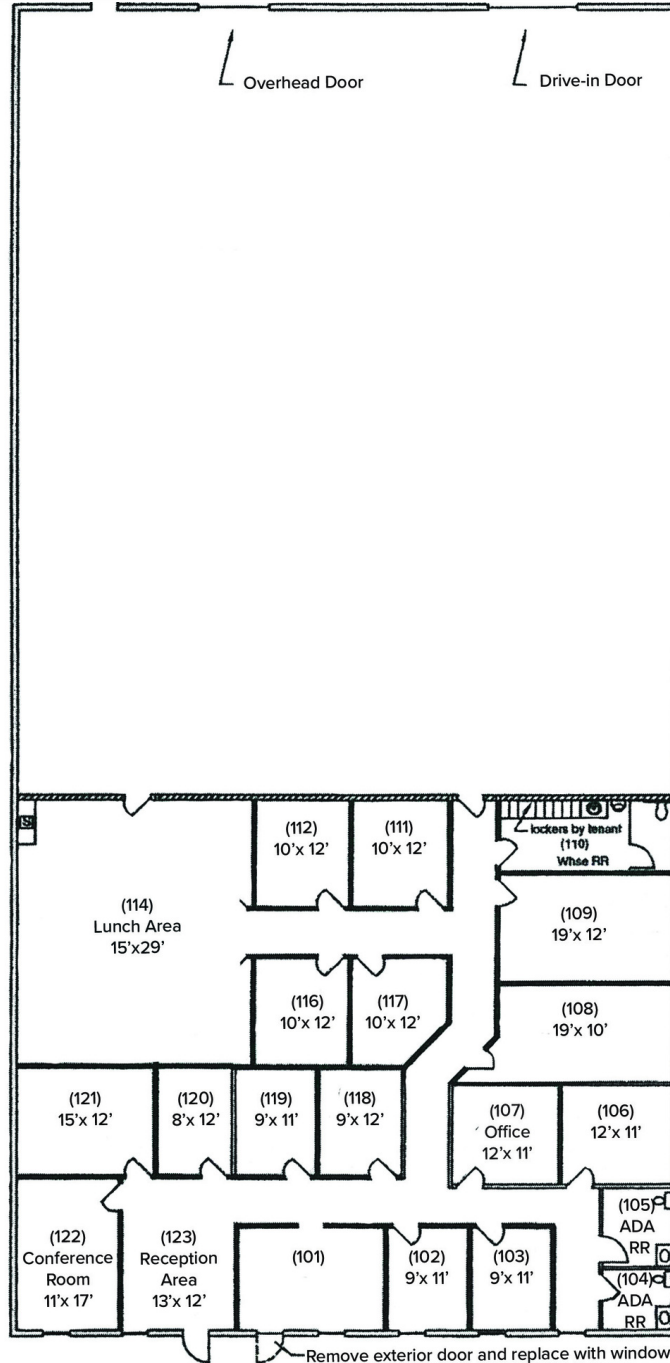 Overhead Door
Drive-in Door
lockers by tenant
(110)
Whse RR
S
(112)
10'x 12'
(111)
10'x 12'
(114)
Lunch Area
15'x29'
(109)
19'x 12'
(116)
10'x 12'
(117)
10'x 12'
(108)
19'x 10'
(121)
15'x 12'
(120)
8'x 12'
(119)
9'x 11'
(118)
9'x 12'
(107)
Office
12'x 11'
(106)
12'x 11'
(122)
Conference
Room
11'x 17'
(123)
Reception
Area
13'x 12'
(101)
(102)
9'x 11'
(103)
9'x 11'
(105)
ADA
RR
(104)
ADA
RR
Remove exterior door and replace with window